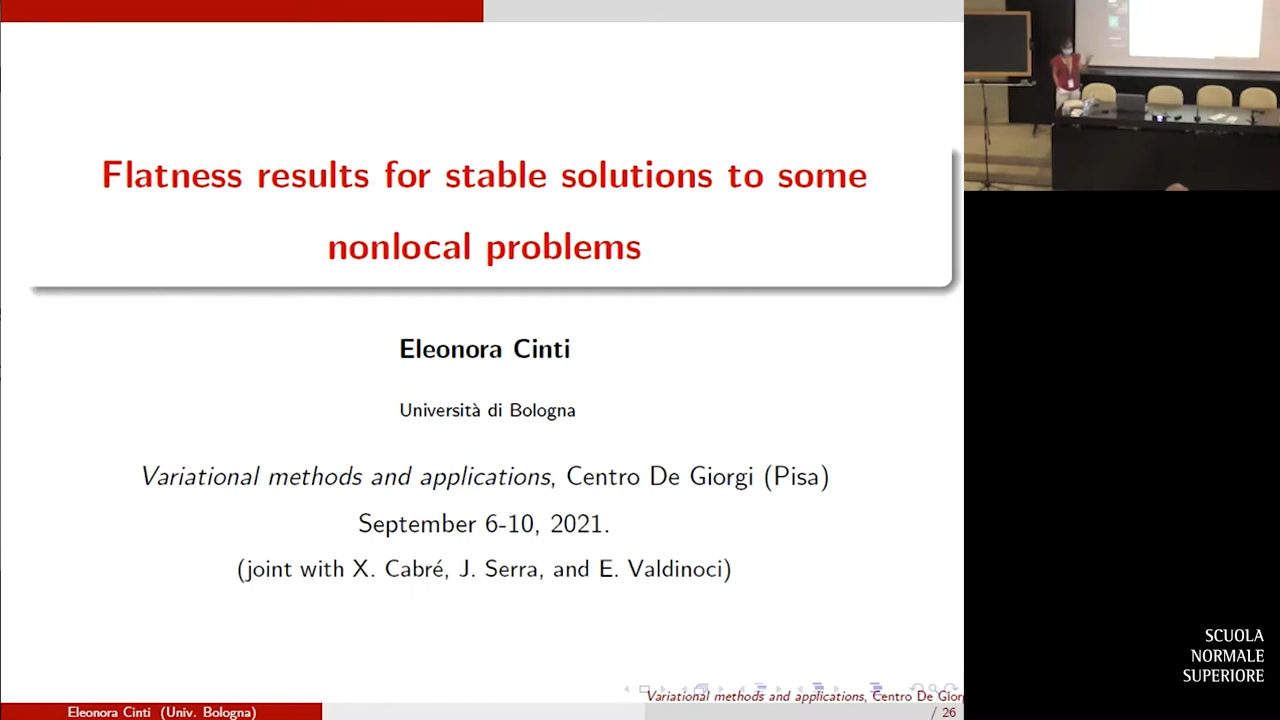 Flatness results for stable solutions to some
nonlocal problems
Eleonora Cinti
Università di Bologna
Variational methods and applications, Centro De Giorgi (Pisa)
September 6-10, 2021.
(joint with X. Cabré, J. Serra, and E. Valdinoci)
Variational methods and applications, Centro De Gior
Eleonora Cinti (Univ. Bologna)
/ 26
SCUOLA
NORMALE
SUPERIORE